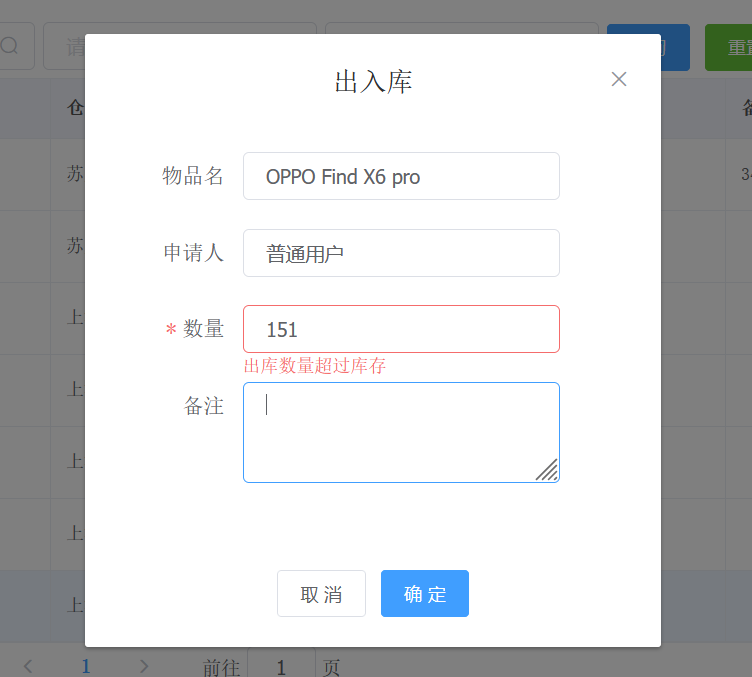 请
重置
仓
备
出入库
苏
34
物品名 OPPO Find X6 pro
苏
申请人 普通用户
上
* 数量 151
出库数量超过库存
上
备注
上
上
上
取 消 确 定
1 前往 1 页